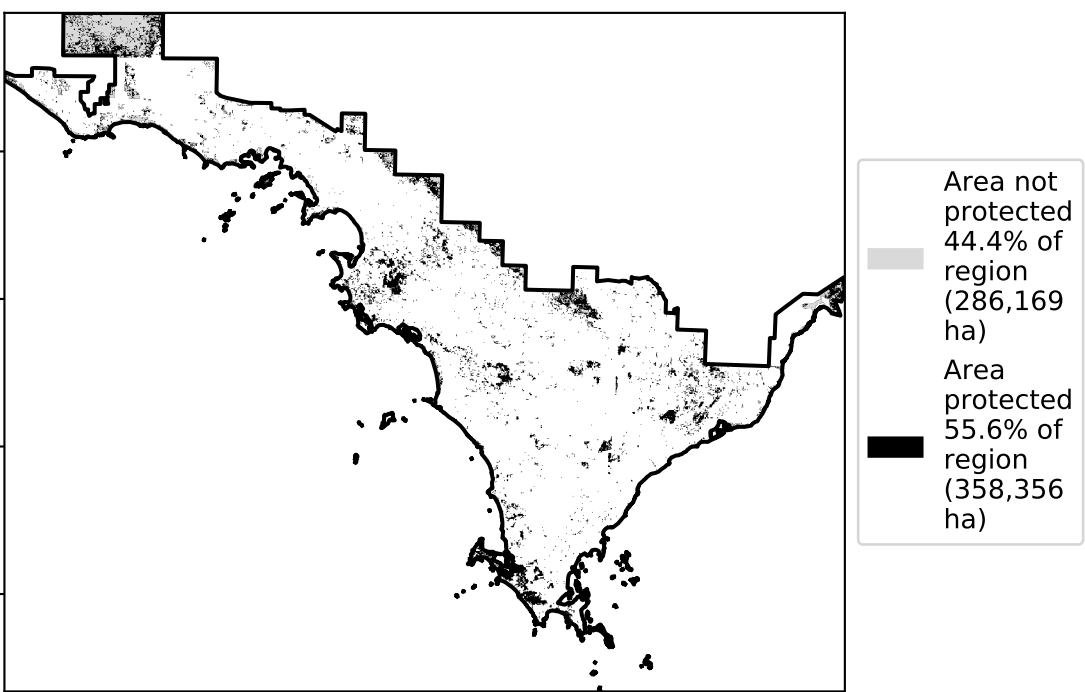 Area not
protected
44.4% of
region
(286,169
ha)
Area
protected
55.6% of
region
(358,356
ha)